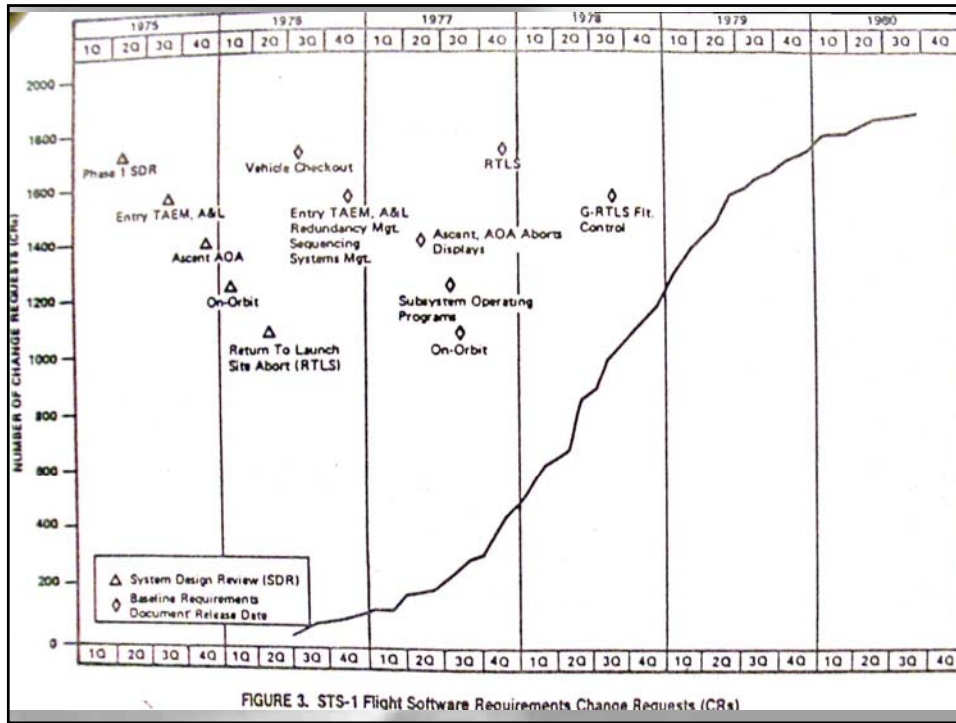 1975 1976 1977 1978 1979 1980
1Q 2Q 3Q 4Q 1Q 2Q 3Q 4Q 1Q 2Q 3Q 4Q 1Q 2Q 3Q 4Q 1Q 2Q 3Q 4Q 1Q 2Q 3Q 4Q
NUMBER OF CHANGE REQUESTS (CRs)
2000
1800
1600
1400
1200
1000
800
600
400
200
0
Phase 1 SDR
Entry TAEM, A&L
Ascent AOA
On-Orbit
Return To Launch
Site Abort (RTLS)
Vehicle Checkout
Entry TAEM, A&L
Redundancy Mgt.
Sequencing
Systems Mgt.
RTLS
Ascent, AOA Aborts
Displays
Subsystem Operating
Programs
On-Orbit
G-RTLS Flt.
Control
System Design Review (SDR)
Baseline Requirements
Document Release Date
1Q 2Q 3Q 4Q 1Q 2Q 3Q 4Q 1Q 2Q 3Q 4Q 1Q 2Q 3Q 4Q 1Q 2Q 3Q 4Q 1Q 2Q 3Q 4Q
FIGURE 3. STS-1 Flight Software Requirements Change Requests (CRs)